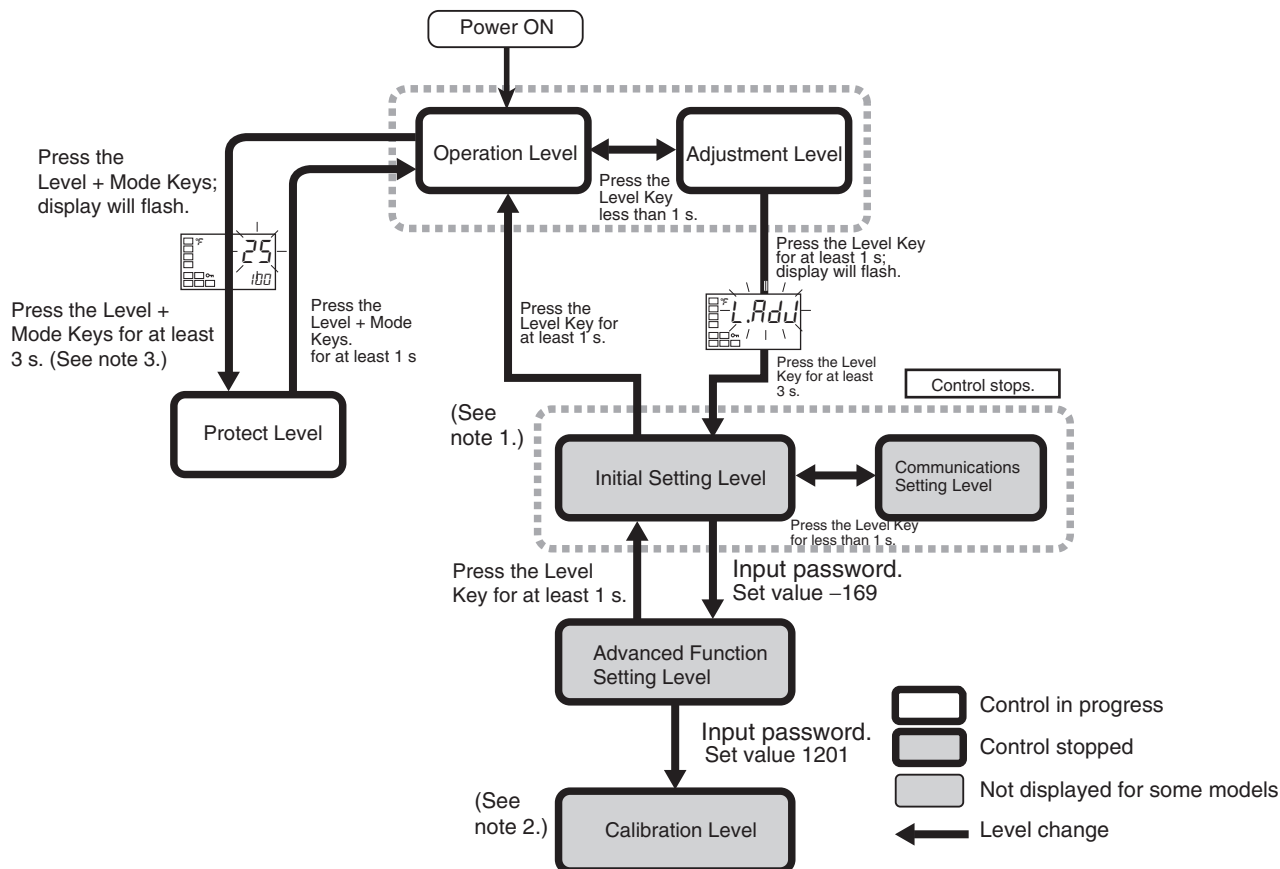 Power ON
Operation Level
Adjustment Level
Press the
Level Key
less than 1 s.
Press the
Level + Mode Keys;
display will flash.
°F
25
100
Press the Level +
Mode Keys for at least
3 s. (See note 3.)
Press the
Level + Mode
Keys.
for at least 1 s
Protect Level
Press the
Level Key for
at least 1 s.
Press the Level Key
for at least 1 s;
display will flash.
°F
L.AdJ
Press the Level
Key for at least
3 s.
Control stops.
(See
note 1.)
Initial Setting Level
Communications
Setting Level
Press the Level Key
for less than 1 s.
Press the Level
Key for at least 1 s.
Input password.
Set value –169
Advanced Function
Setting Level
Input password.
Set value 1201
(See
note 2.)
Calibration Level
Control in progress
Control stopped
Not displayed for some models
Level change